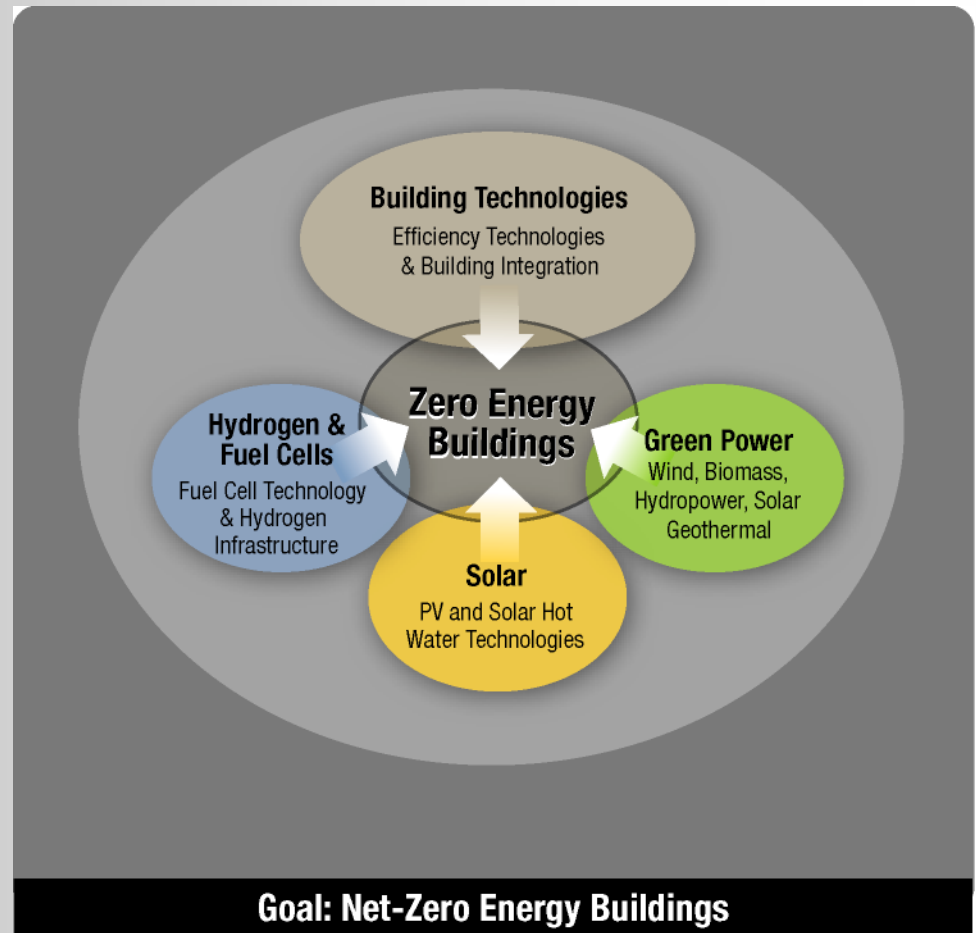 Building Technologies
Efficiency Technologies
& Building Integration
Zero Energy
Buildings
Hydrogen &
Fuel Cells
Fuel Cell Technology
& Hydrogen
Infrastructure
Green Power
Wind, Biomass,
Hydropower, Solar
Geothermal
Solar
PV and Solar Hot
Water Technologies
Goal: Net-Zero Energy Buildings